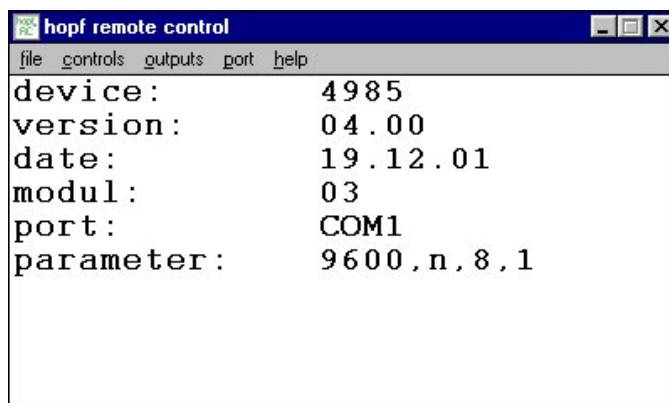 hopf remote control
file controls outputs port help
device: 4985
version: 04.00
date: 19.12.01
modul: 03
port: COM1
parameter: 9600,n,8,1